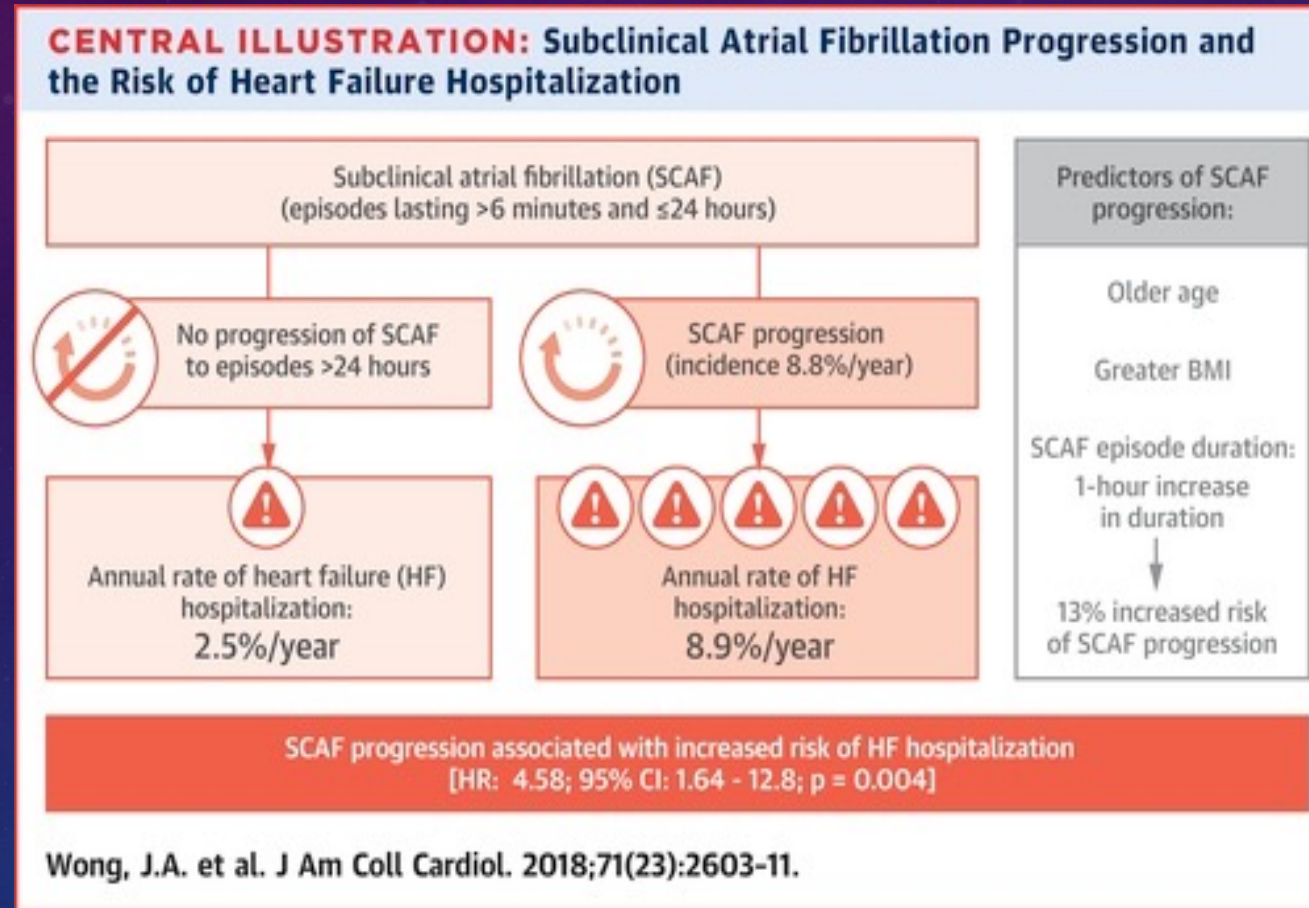 CENTRAL ILLUSTRATION: Subclinical Atrial Fibrillation Progression and
the Risk of Heart Failure Hospitalization
Subclinical atrial fibrillation (SCAF)
(episodes lasting >6 minutes and ≤24 hours)
No progression of SCAF
to episodes >24 hours
SCAF progression
(incidence 8.8%/year)
Annual rate of heart failure (HF)
hospitalization:
2.5%/year
Annual rate of HF
hospitalization:
8.9%/year
Predictors of SCAF
progression:
Older age
Greater BMI
SCAF episode duration:
1-hour increase
in duration
13% increased risk
of SCAF progression
SCAF progression associated with increased risk of HF hospitalization
[HR: 4.58; 95% CI: 1.64 - 12.8; p = 0.004]
Wong, J.A. et al. J Am Coll Cardiol. 2018;71(23):2603-11.